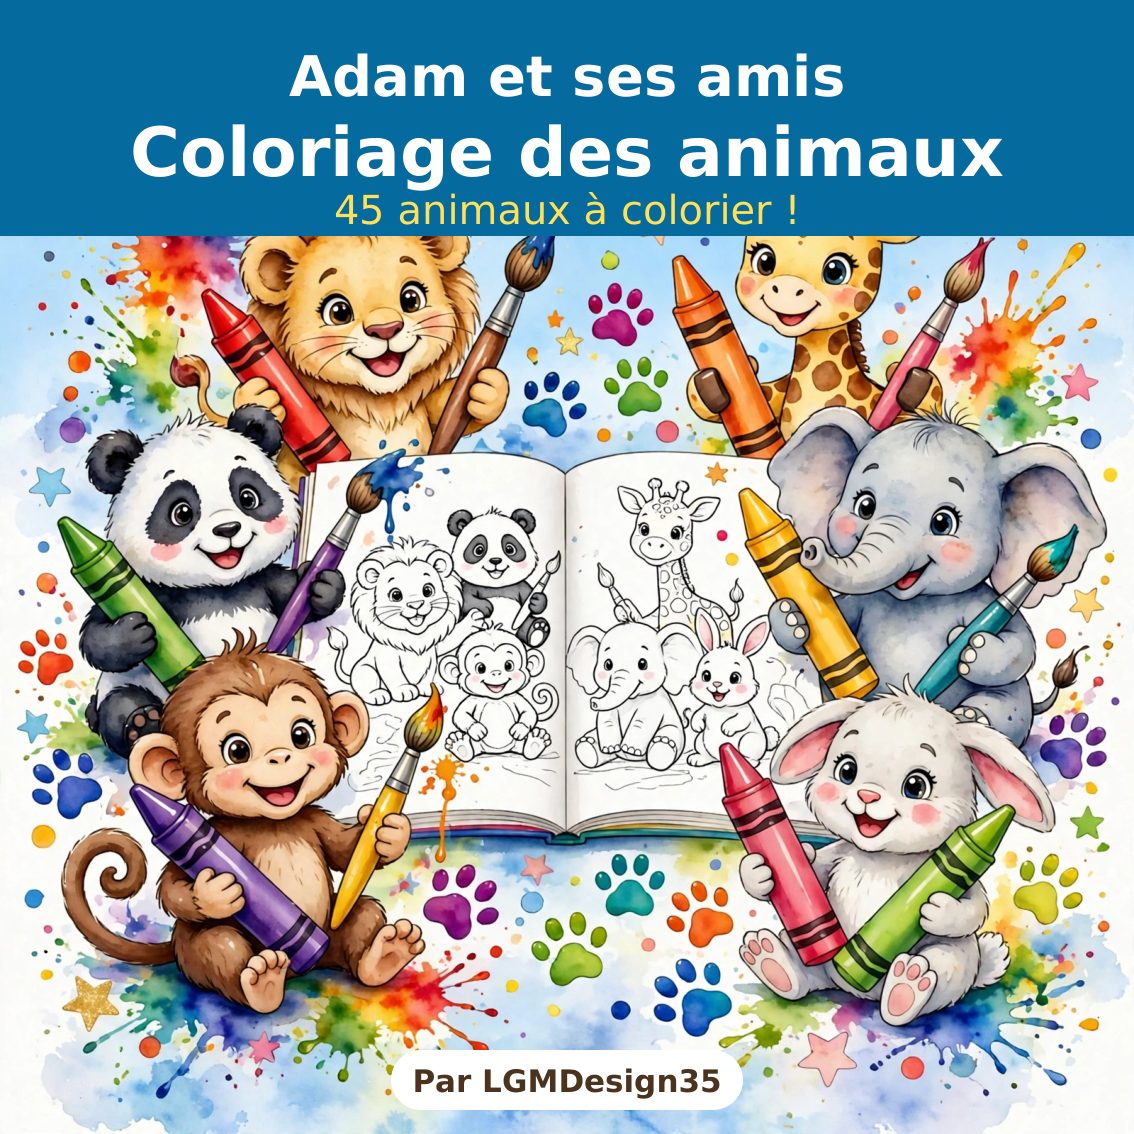 Adam et ses amis
Coloriage des animaux
45 animaux à colorier !
Par LGMDesign35